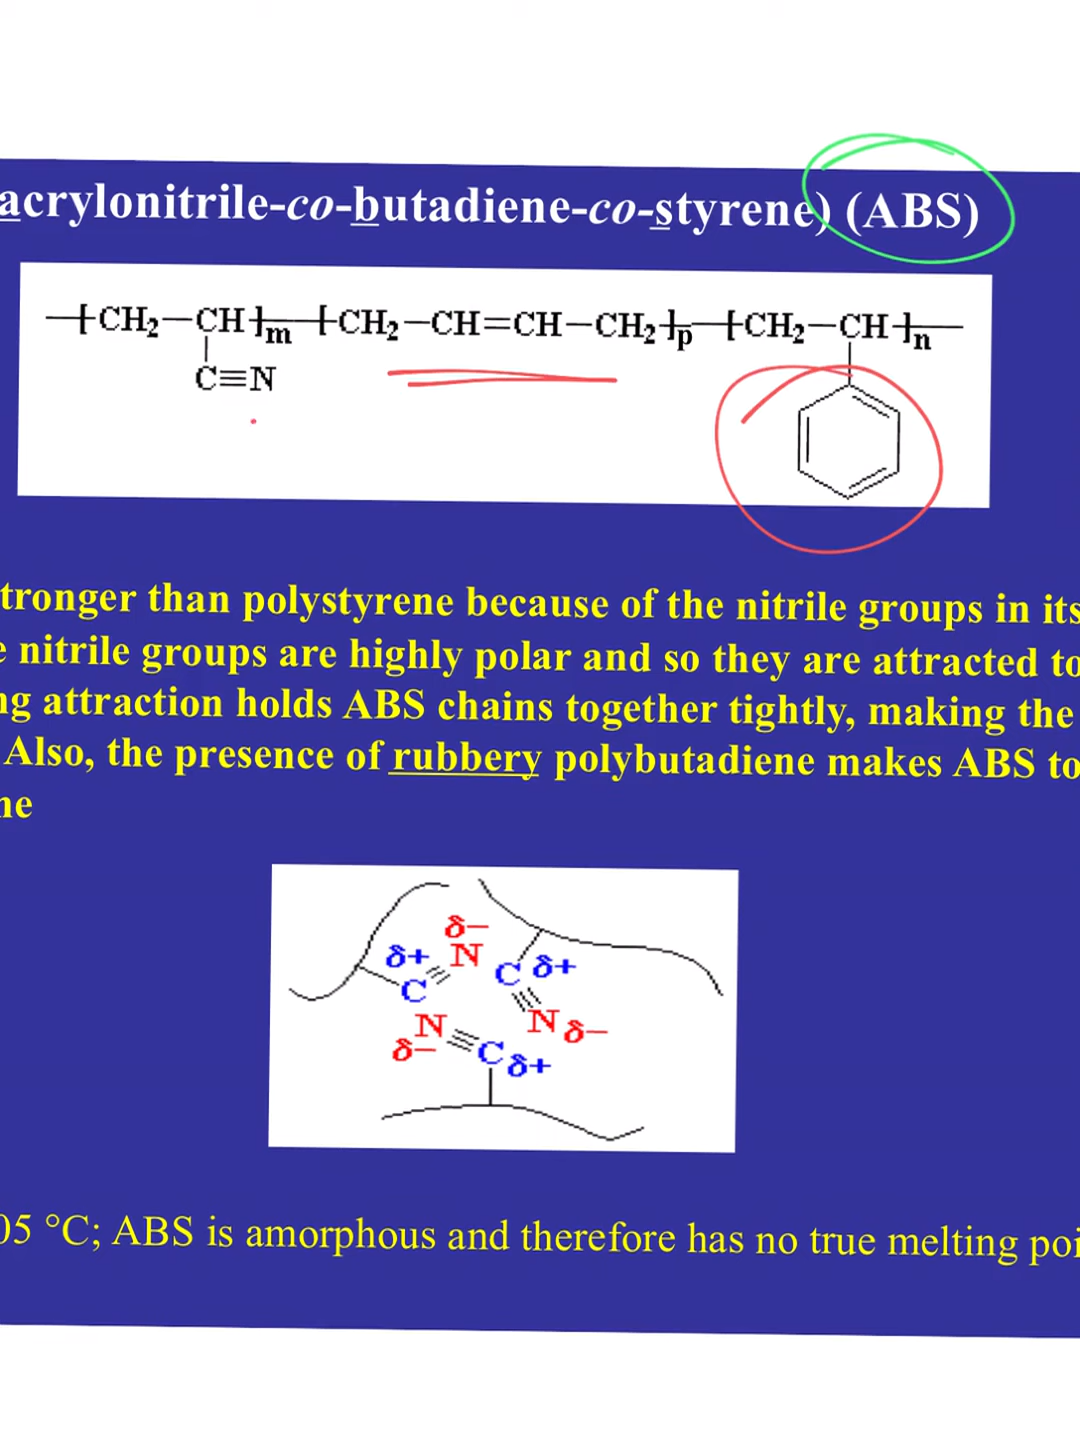 acrylonitrile-co-butadiene-co-styrene) (ABS)
-[CH₂-CH]m-[CH₂-CH=CH-CH₂]p-[CH₂-CH]n-
C≡N
tronger than polystyrene because of the nitrile groups in its
e nitrile groups are highly polar and so they are attracted to
ng attraction holds ABS chains together tightly, making the
Also, the presence of rubbery polybutadiene makes ABS to
ne
δ−
δ+ N C δ+
C
N N δ−
δ− C δ+
05 °C; ABS is amorphous and therefore has no true melting poi